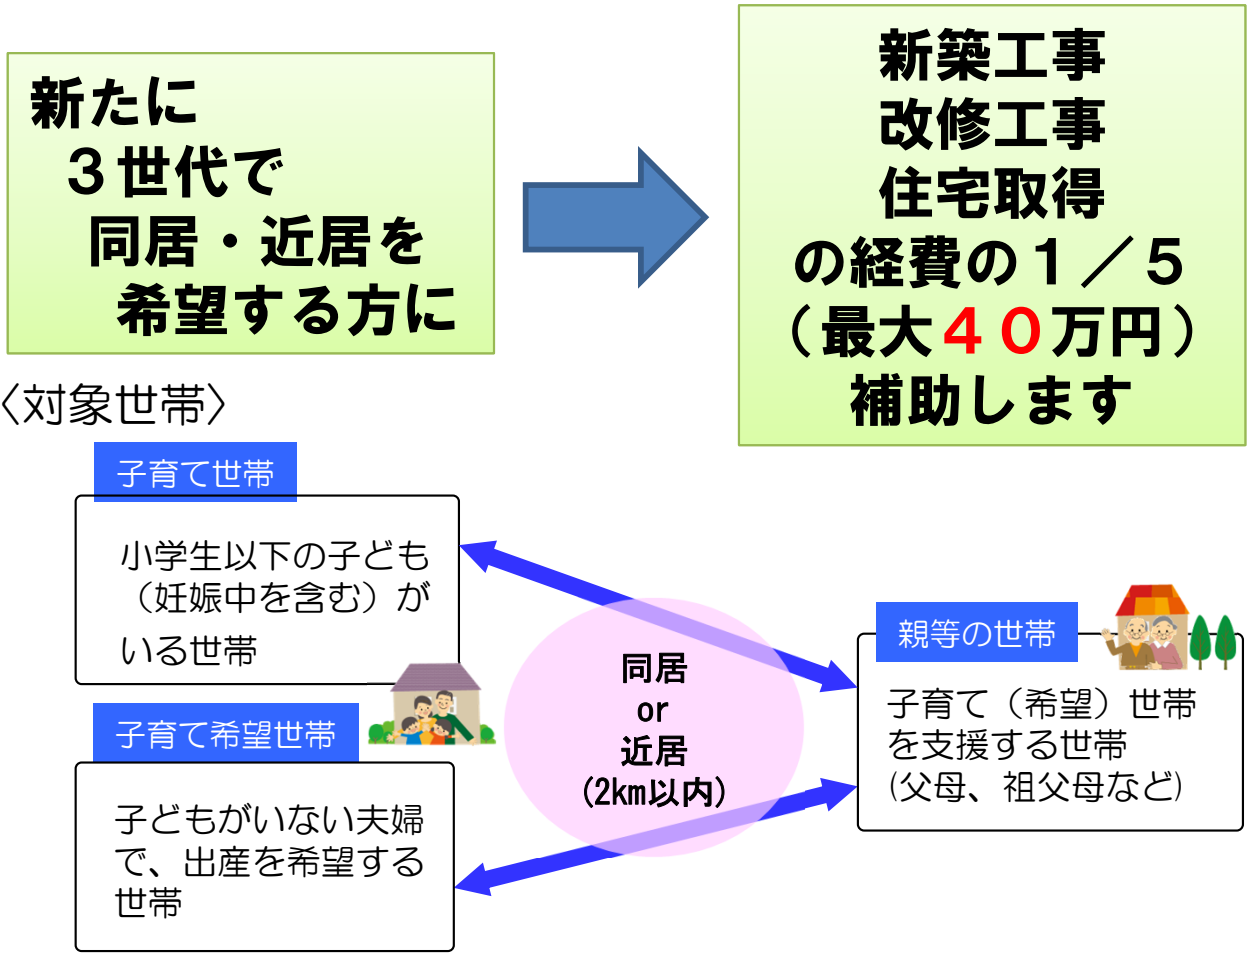 新たに
３世代で
同居・近居を
希望する方に
新築工事
改修工事
住宅取得
の経費の１／５
（最大４０万円）
補助します
〈対象世帯〉
子育て世帯
小学生以下の子ども
（妊娠中を含む）が
いる世帯
子育て希望世帯
子どもがいない夫婦
で、出産を希望する
世帯
同居
or
近居
(2km以内)
親等の世帯
子育て（希望）世帯
を支援する世帯
(父母、祖父母など)